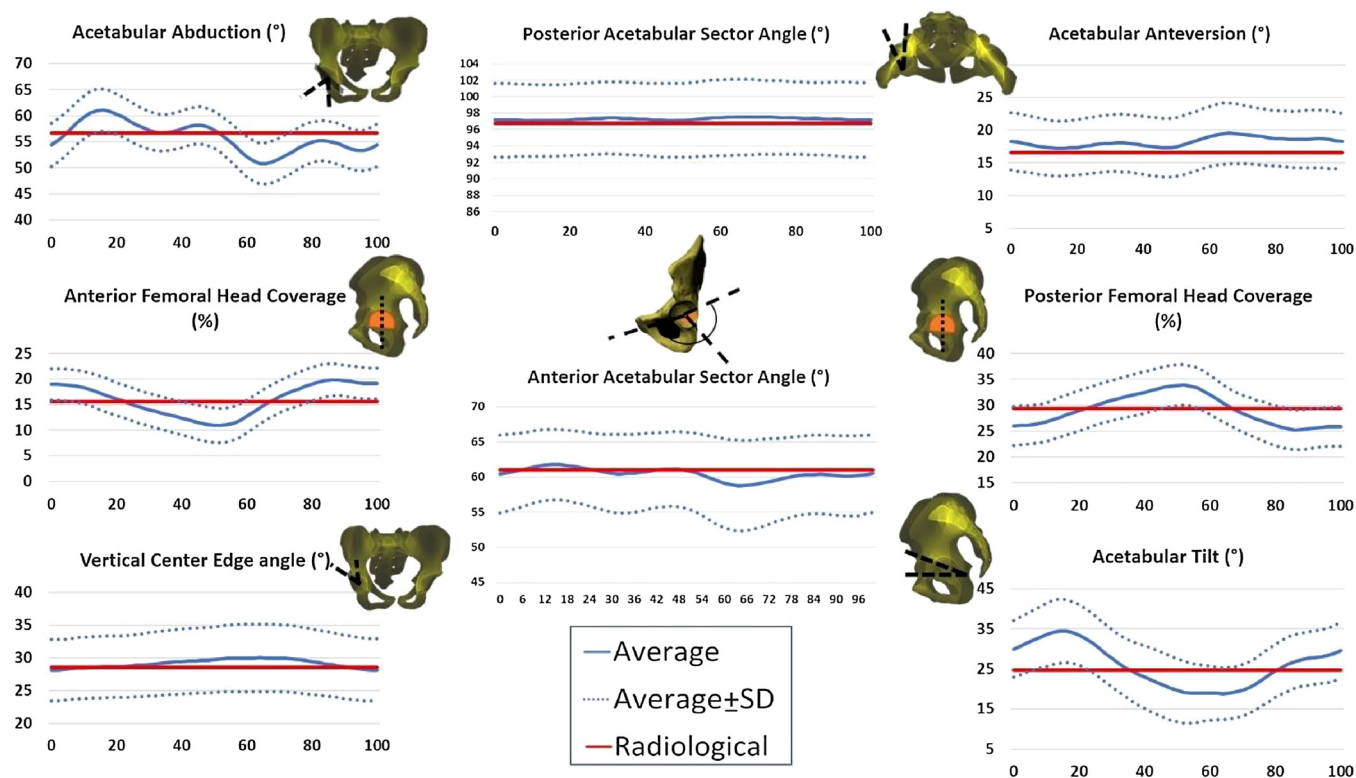 Acetabular Abduction (°)
70
65
60
55
50
45
40
0 20 40 60 80 100
Posterior Acetabular Sector Angle (°)
104
102
100
98
96
94
92
90
88
86
0 20 40 60 80 100
Acetabular Anteversion (°)
25
20
15
10
5
0 20 40 60 80 100
Anterior Femoral Head Coverage
(%)
25
20
15
10
5
0
0 20 40 60 80 100
Anterior Acetabular Sector Angle (°)
70
65
60
55
50
45
0 6 12 18 24 30 36 42 48 54 60 66 72 78 84 90 96
Posterior Femoral Head Coverage
(%)
40
35
30
25
20
15
0 20 40 60 80 100
Vertical Center Edge angle (°)
40
35
30
25
20
0 20 40 60 80 100
Average
Average±SD
Radiological
Acetabular Tilt (°)
45
35
25
15
5
0 20 40 60 80 100